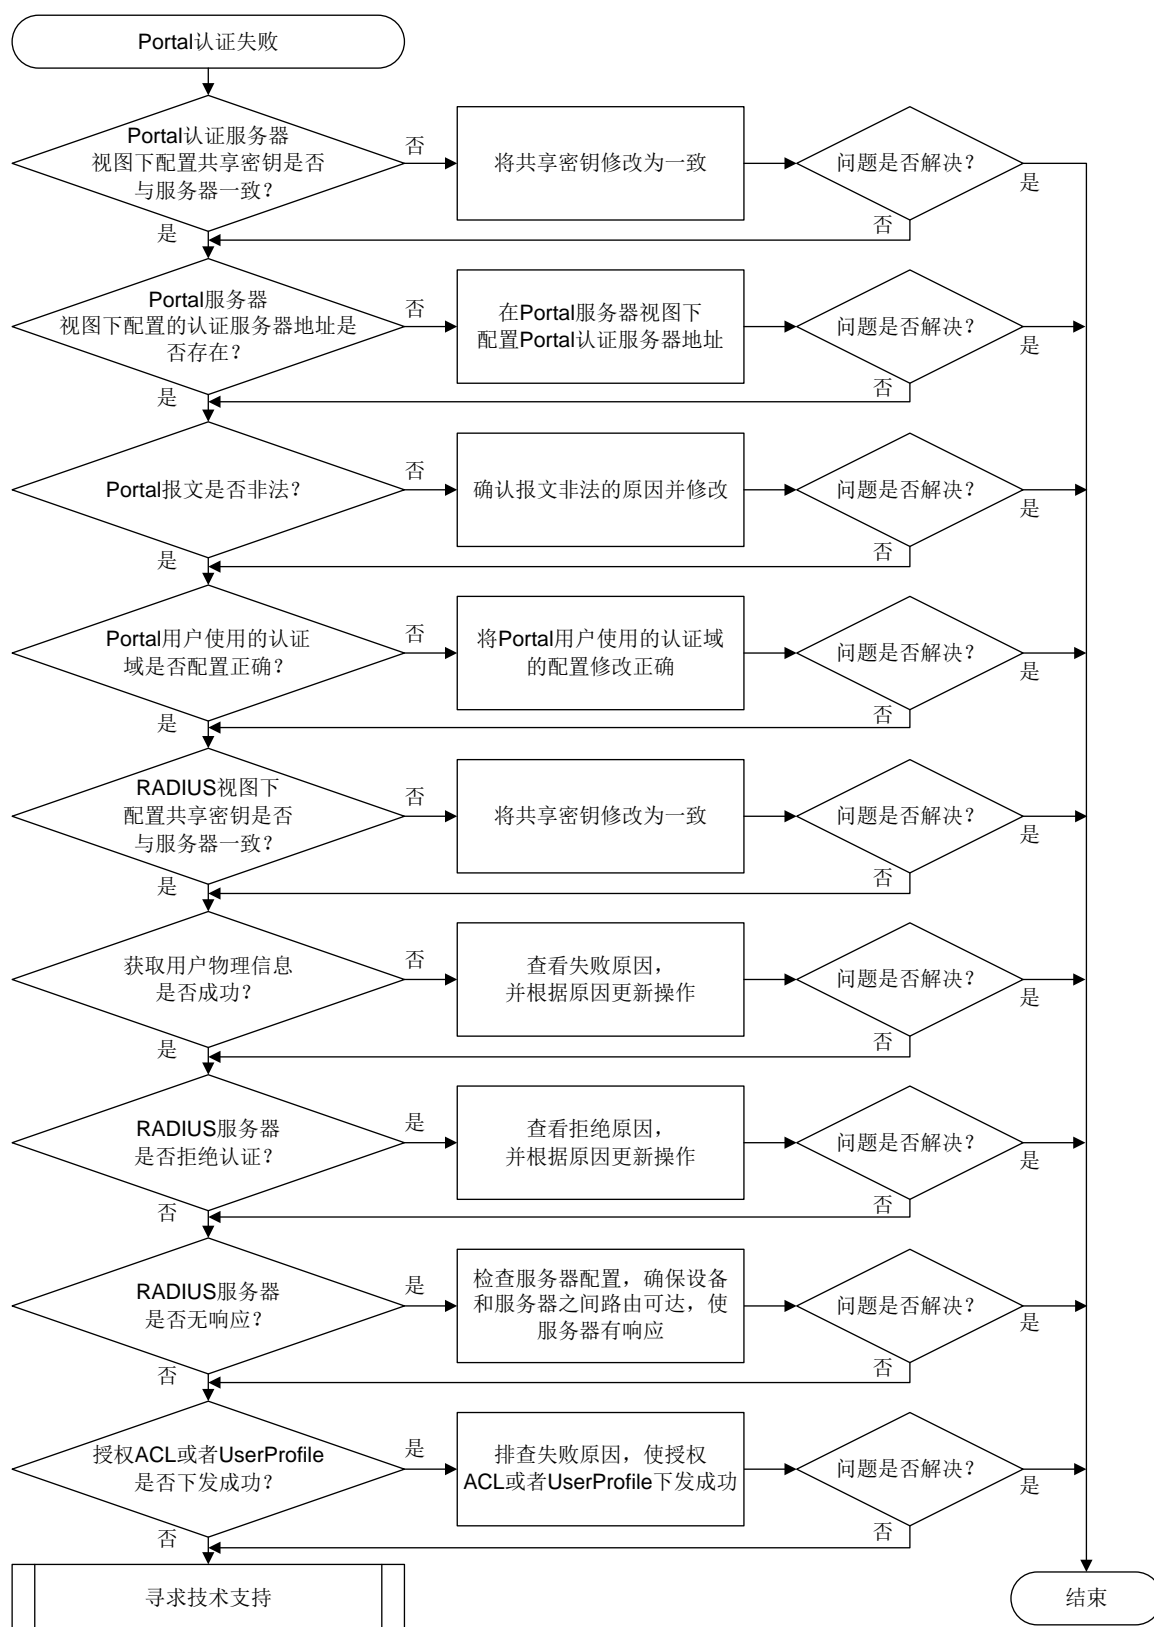 Portal认证失败
Portal认证服务器
视图下配置共享密钥是否
与服务器一致？
否
将共享密钥修改为一致
问题是否解决？
是
是
否
Portal服务器
视图下配置的认证服务器地址是
否存在？
否
在Portal服务器视图下
配置Portal认证服务器地址
问题是否解决？
是
是
否
Portal报文是否非法？
否
确认报文非法的原因并修改
问题是否解决？
是
是
否
Portal用户使用的认证
域是否配置正确？
否
将Portal用户使用的认证域
的配置修改正确
问题是否解决？
是
是
否
RADIUS视图下
配置共享密钥是否
与服务器一致？
否
将共享密钥修改为一致
问题是否解决？
是
是
否
获取用户物理信息
是否成功？
否
查看失败原因，
并根据原因更新操作
问题是否解决？
是
是
否
RADIUS服务器
是否拒绝认证？
是
查看拒绝原因，
并根据原因更新操作
问题是否解决？
是
否
否
RADIUS服务器
是否无响应？
是
检查服务器配置，确保设备
和服务器之间路由可达，使
服务器有响应
问题是否解决？
是
否
否
授权ACL或者UserProfile
是否下发成功？
是
排查失败原因，使授权
ACL或者UserProfile下发成功
问题是否解决？
是
否
否
寻求技术支持
结束